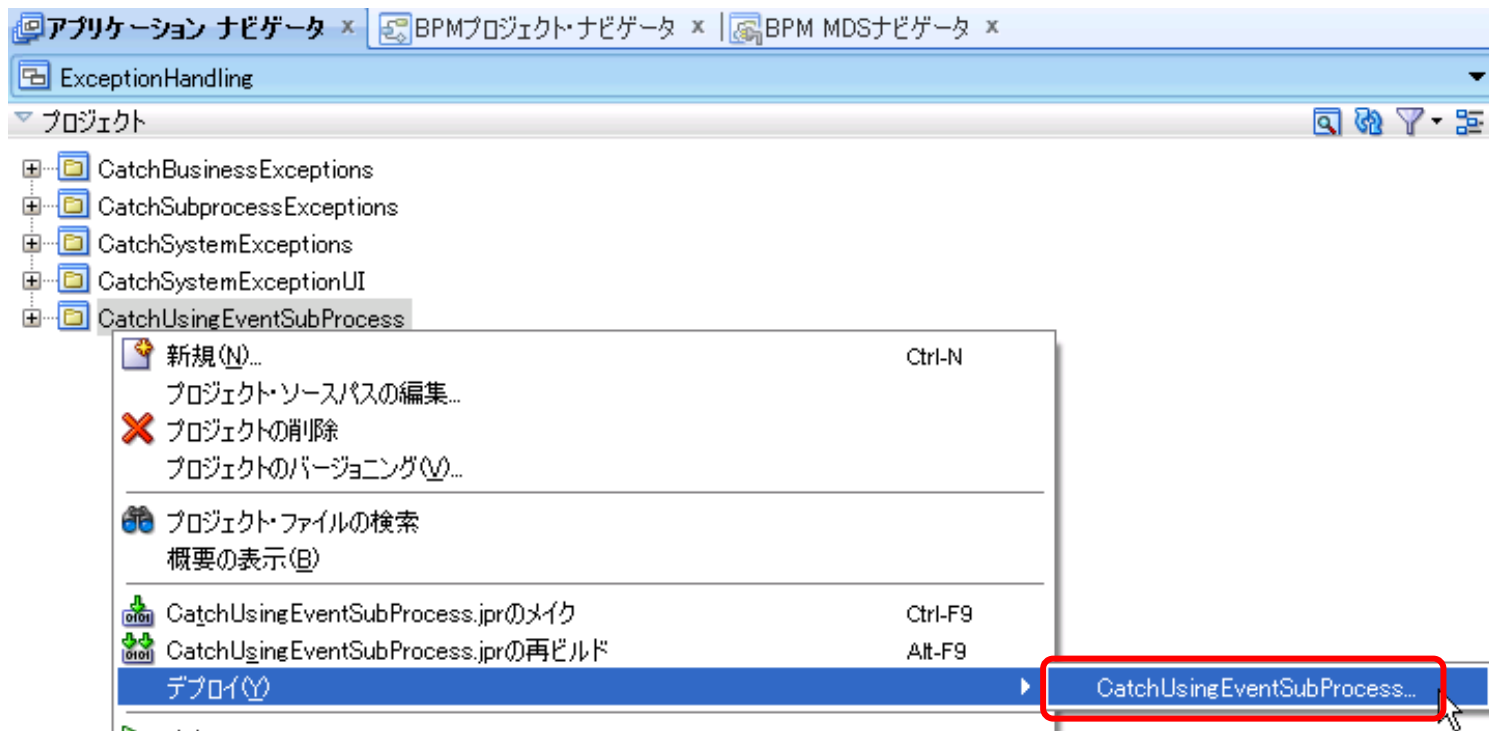 アプリケーション ナビゲータ x BPMプロジェクト・ナビゲータ x BPM MDSナビゲータ x
ExceptionHandling
プロジェクト
CatchBusinessExceptions
CatchSubprocessExceptions
CatchSystemExceptions
CatchSystemExceptionUI
CatchUsingEventSubProcess
新規(N)... Ctrl-N
プロジェクト・ソースパスの編集...
プロジェクトの削除
プロジェクトのバージョニング(V)...
プロジェクト・ファイルの検索
概要の表示(B)
CatchUsingEventSubProcess.jprのメイク Ctrl-F9
CatchUsingEventSubProcess.jprの再ビルド Alt-F9
デプロイ(Y) CatchUsingEventSubProcess...